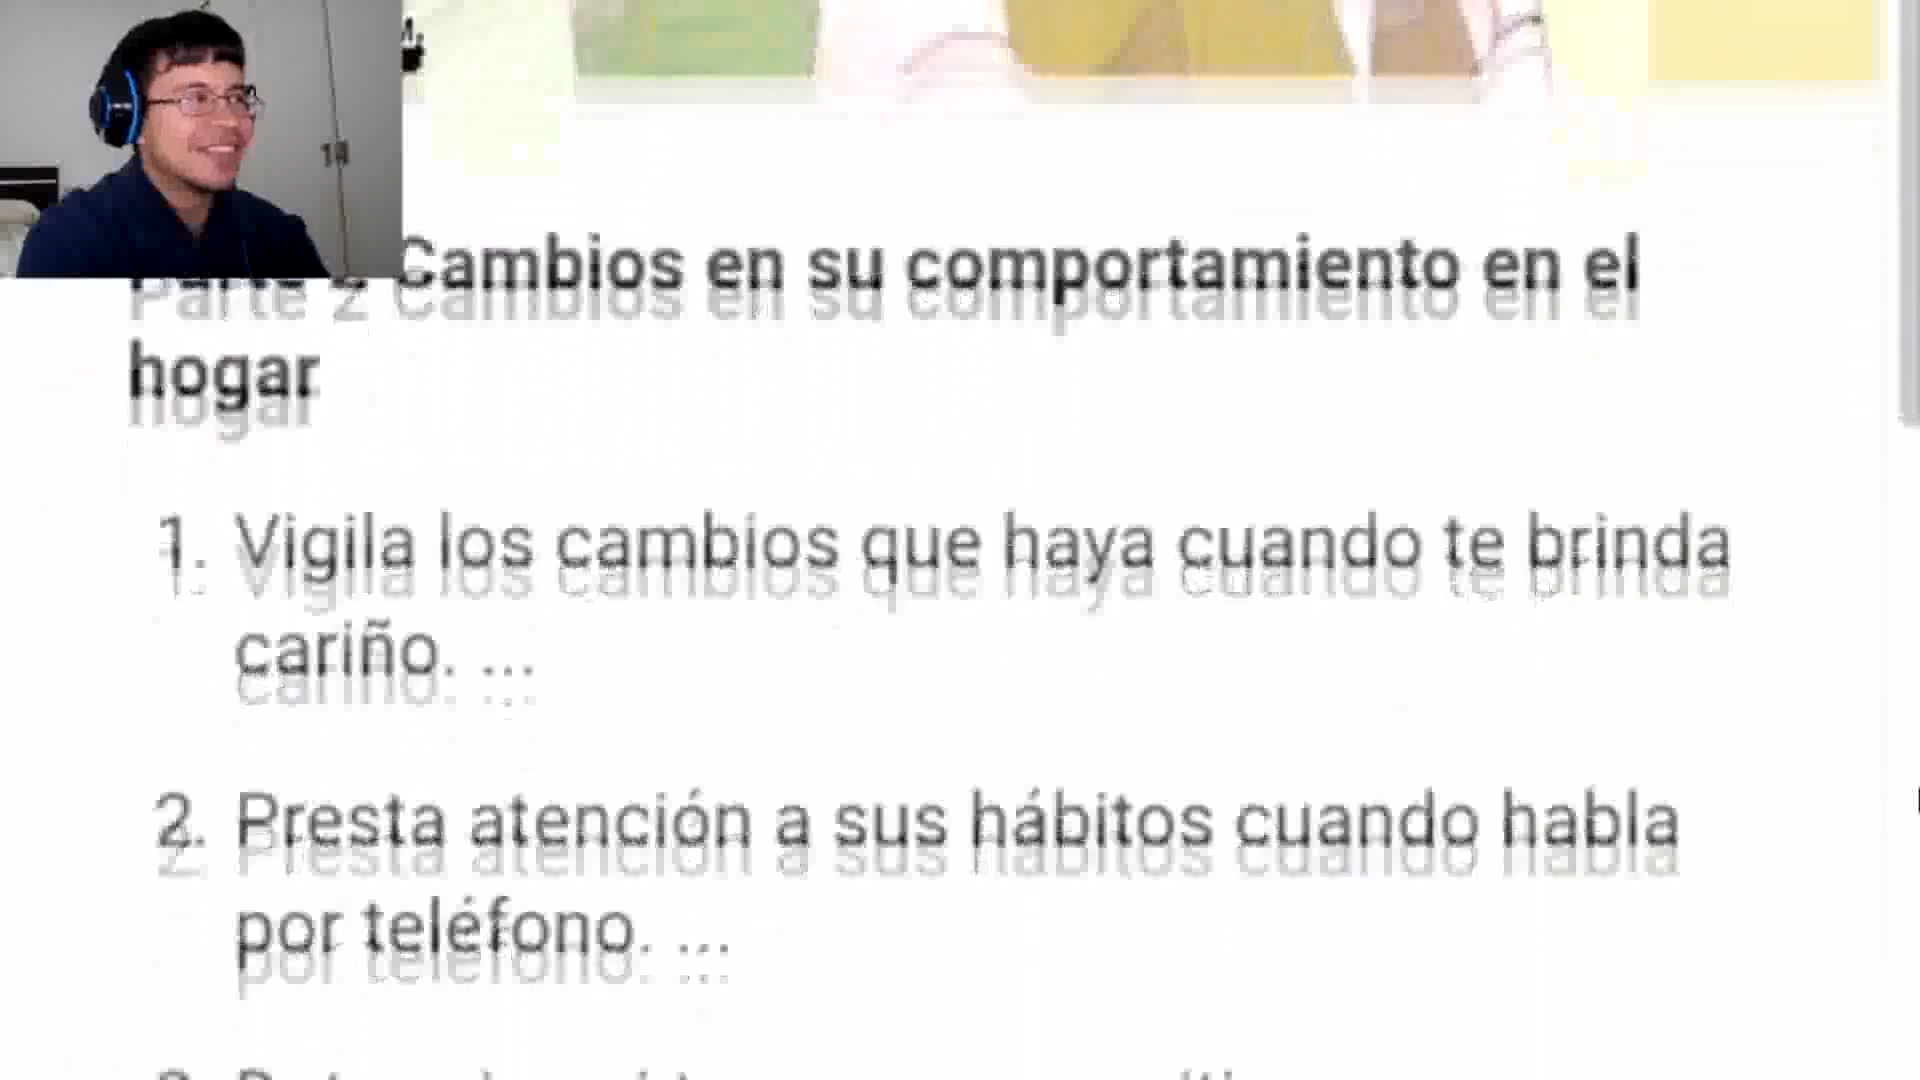 Parte 2 Cambios en su comportamiento en el
hogar
1. Vigila los cambios que haya cuando te brinda
cariño. ...
2. Presta atención a sus hábitos cuando habla
por teléfono. ...